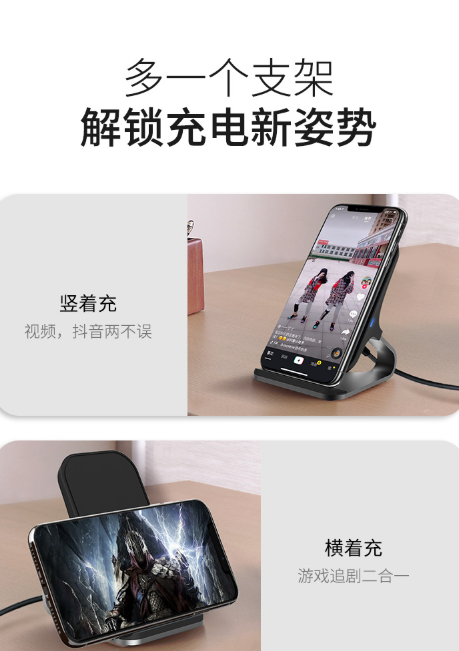 多一个支架
解锁充电新姿势
竖着充
视频，抖音两不误
横着充
游戏追剧二合一